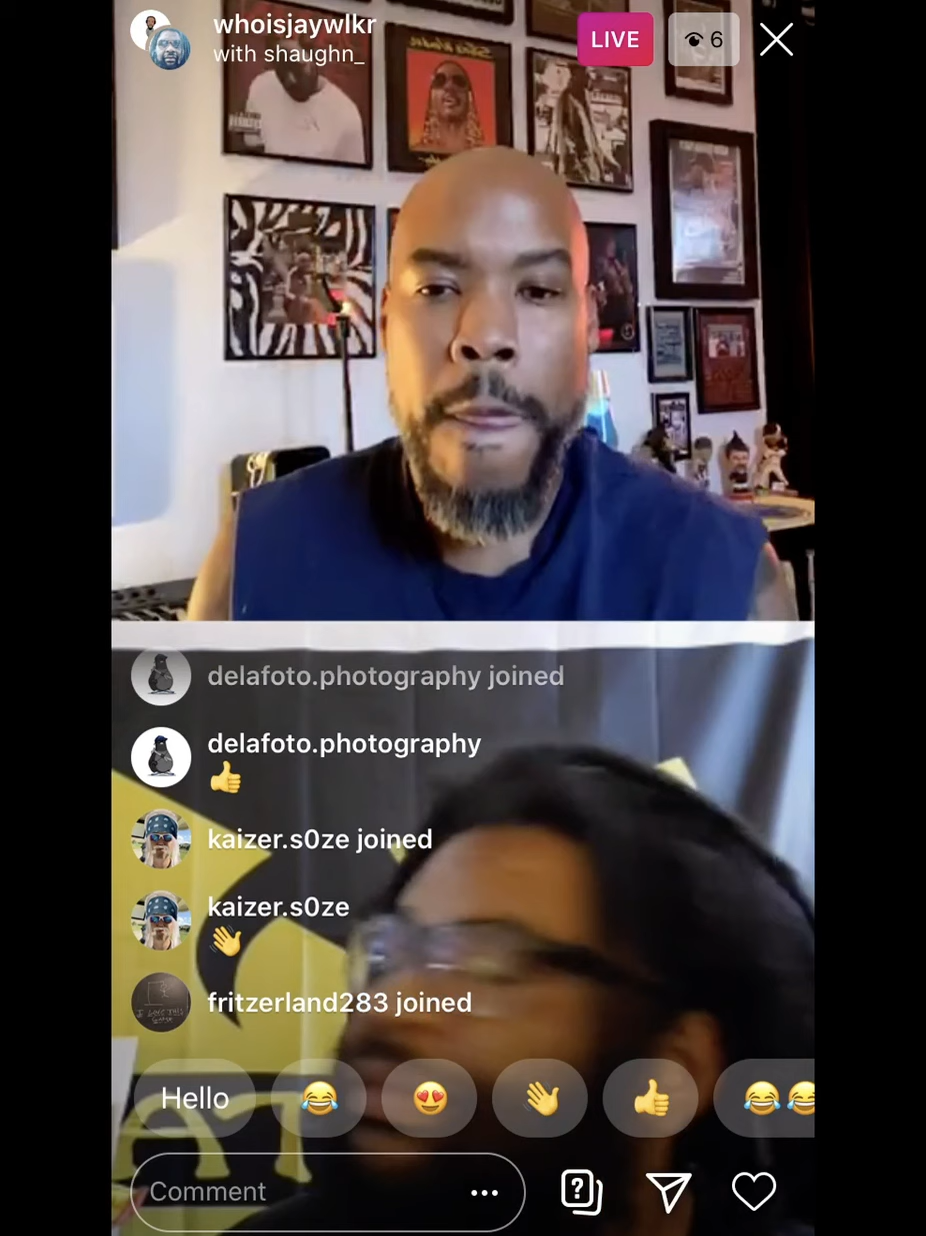 whoisjaywlkr
with shaughn_
LIVE
6
delafoto.photography joined
delafoto.photography
👍
kaizer.s0ze joined
kaizer.s0ze
👋
fritzerland283 joined
Hello 😂 😍 👋 👍 😂😂
Comment